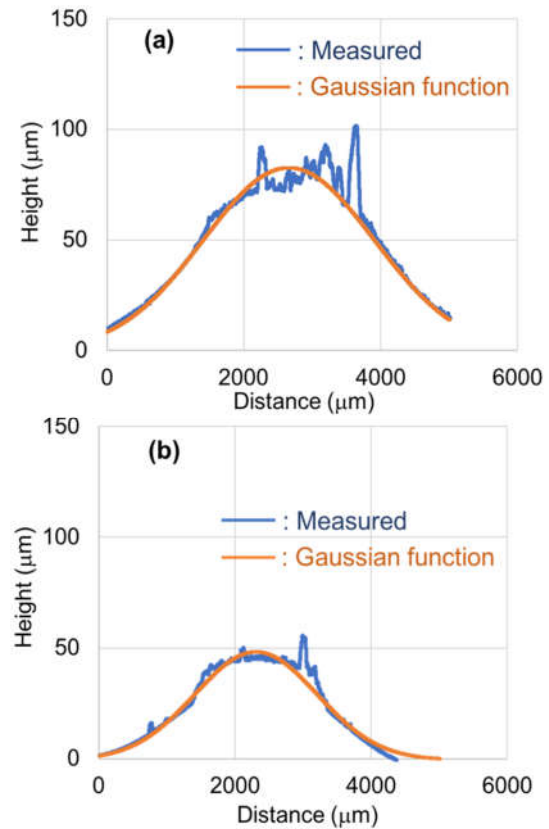 (a)
: Measured
: Gaussian function
Height (μm)
150
100
50
0
0 2000 4000 6000
Distance (μm)
(b)
: Measured
: Gaussian function
Height (μm)
150
100
50
0
0 2000 4000 6000
Distance (μm)